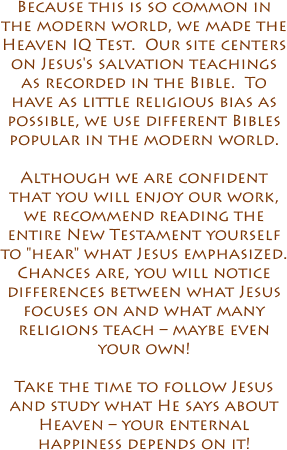 Because this is so common in
the modern world, we made the
Heaven IQ Test. Our site centers
on Jesus's salvation teachings
as recorded in the Bible. To
have as little religious bias as
possible, we use different Bibles
popular in the modern world.

Although we are confident
that you will enjoy our work,
we recommend reading the
entire New Testament yourself
to "hear" what Jesus emphasized.
Chances are, you will notice
differences between what Jesus
focuses on and what many
religions teach – maybe even
your own!

Take the time to follow Jesus
and study what He says about
Heaven – your enternal
happiness depends on it!